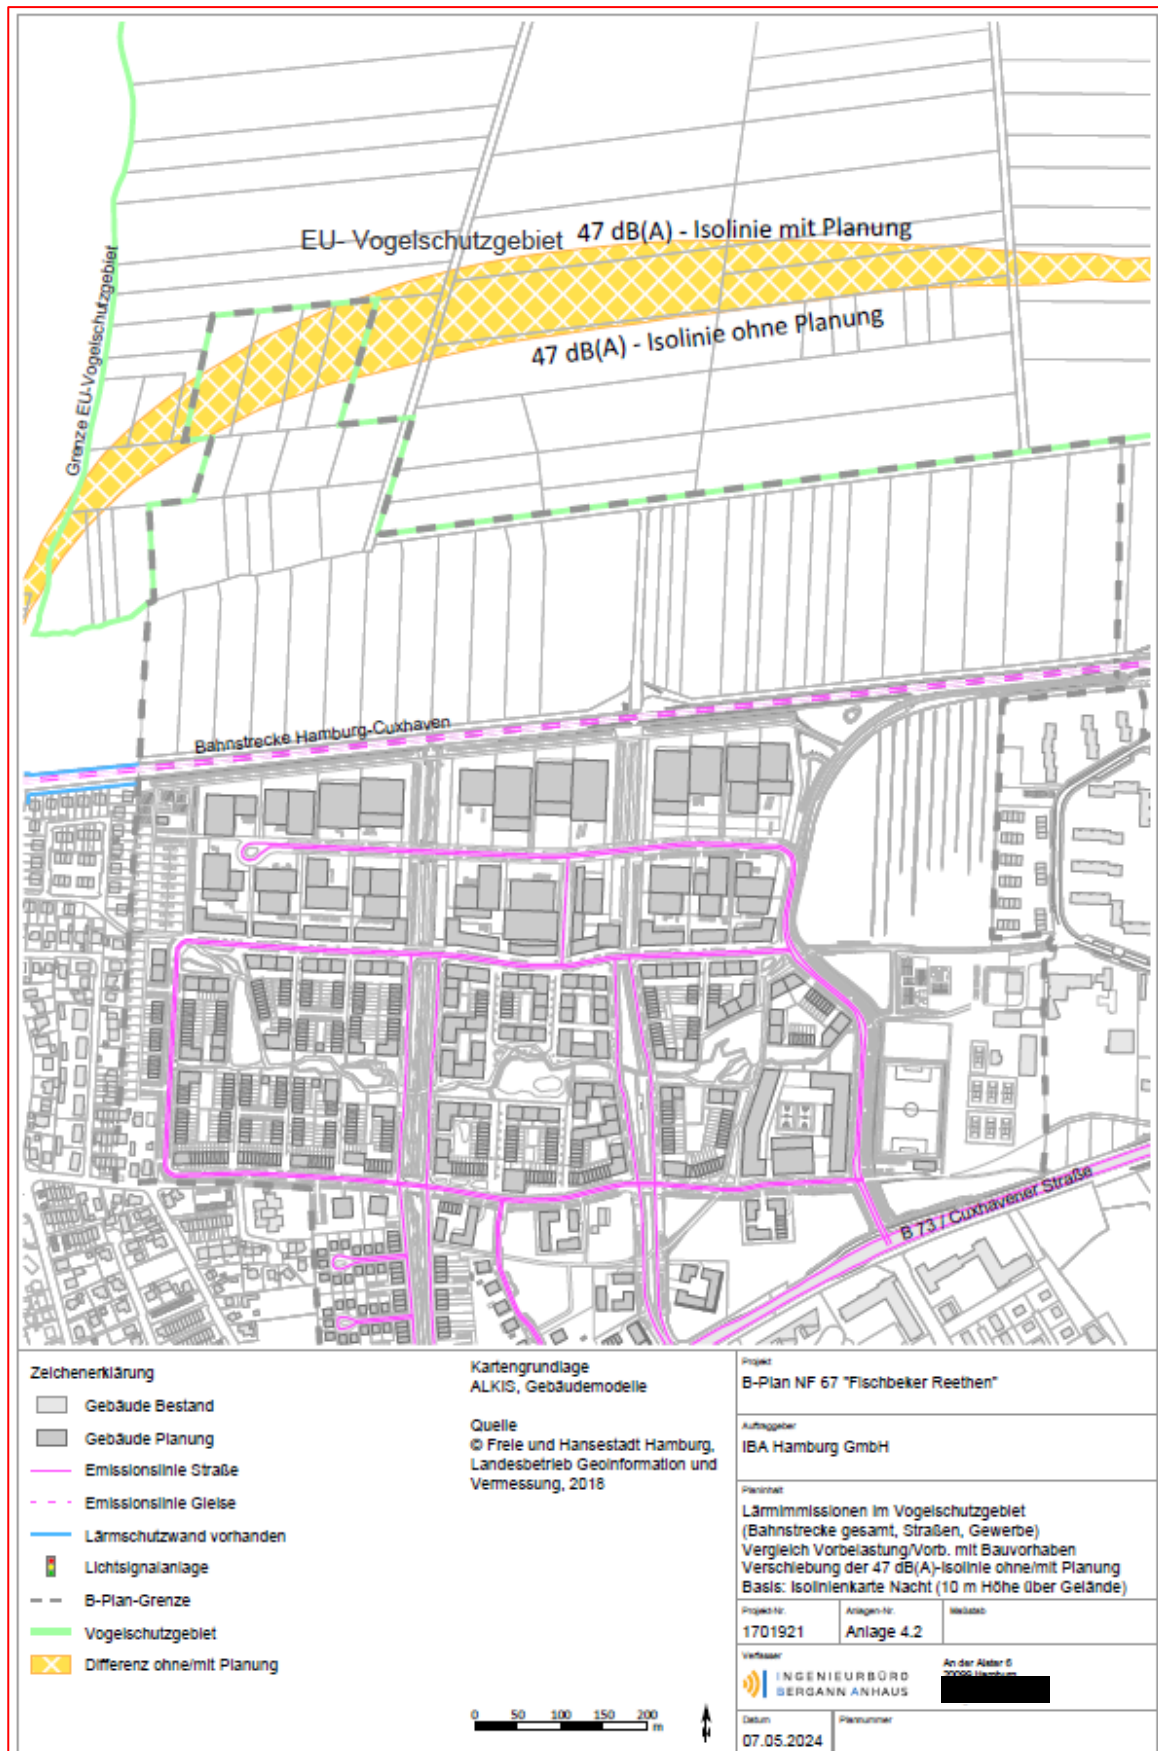 EU- Vogelschutzgebiet
47 dB(A) - Isolinie mit Planung
47 dB(A) - Isolinie ohne Planung
Grenze EU-Vogelschutzgebiet
Bahnstrecke Hamburg-Cuxhaven
B 73 / Cuxhavener Straße
Zeichenerklärung
Gebäude Bestand
Gebäude Planung
Emissionslinie Straße
Emissionslinie Gleise
Lärmschutzwand vorhanden
Lichtsignalanlage
B-Plan-Grenze
Vogelschutzgebiet
Differenz ohne/mit Planung
Kartengrundlage
ALKIS, Gebäudemodelle
Quelle
© Freie und Hansestadt Hamburg,
Landesbetrieb Geoinformation und
Vermessung, 2018
0 50 100 150 200
m
Projekt
B-Plan NF 67 "Fischbeker Reethen"
Auftraggeber
IBA Hamburg GmbH
Planinhalt
Lärmimmissionen im Vogelschutzgebiet
(Bahnstrecke gesamt, Straßen, Gewerbe)
Vergleich Vorbelastung/Vorb. mit Bauvorhaben
Verschiebung der 47 dB(A)-Isolinie ohne/mit Planung
Basis: Isolinienkarte Nacht (10 m Höhe über Gelände)
Projekt-Nr.
1701921
Anlagen-Nr.
Anlage 4.2
Maßstab
Verfasser
INGENIEURBÜRO
BERGANN ANHAUS
An der Alster 6
20099 Hamburg
Datum
07.05.2024
Plannummer